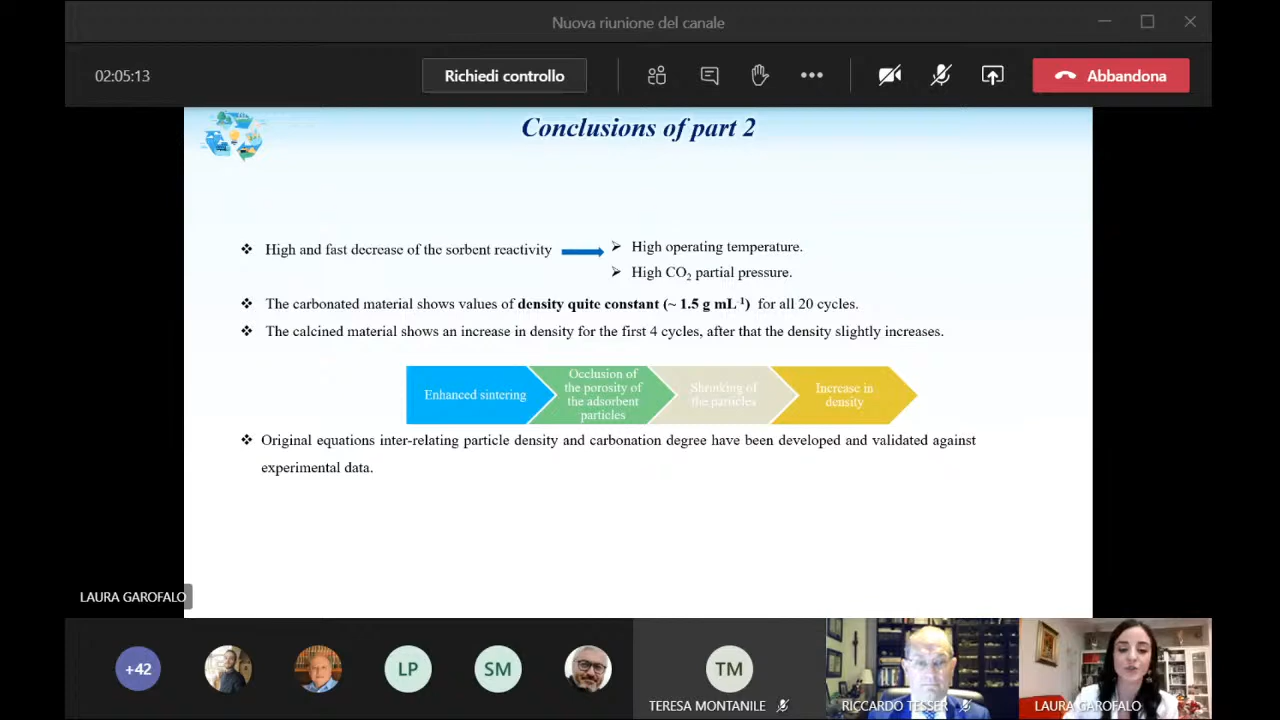 Nuova riunione del canale
02:05:13
Richiedi controllo
Abbandona
Conclusions of part 2
❖ High and fast decrease of the sorbent reactivity
➢ High operating temperature.
➢ High CO₂ partial pressure.
❖ The carbonated material shows values of density quite constant (~ 1.5 g mL⁻¹) for all 20 cycles.
❖ The calcined material shows an increase in density for the first 4 cycles, after that the density slightly increases.
Enhanced sintering
Occlusion of
the porosity of
the adsorbent
particles
Shrinking of
the particles
Increase in
density
❖ Original equations inter-relating particle density and carbonation degree have been developed and validated against
experimental data.
LAURA GAROFALO
+42
LP
SM
TM
TERESA MONTANILE
RICCARDO TESSER
LAURA GAROFALO